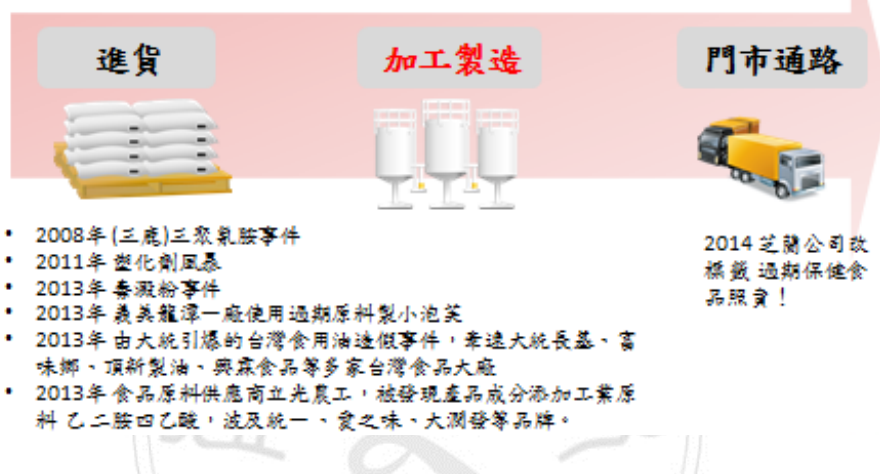 進貨
加工製造
門市通路
• 2008年 (三鹿)三聚氰胺事件
• 2011年 塑化劑風暴
• 2013年 毒澱粉事件
• 2013年 義美龍潭一廠使用過期原料製小泡芙
• 2013年 由大統引爆的台灣食用油造假事件，牽連大統長基、富
味鄉、頂新製油、興霖食品等多家台灣食品大廠
• 2013年 食品原料供應商立光農工，被發現產品成分添加工業原
料 乙二胺四乙酸，波及統一、愛之味、大潤發等品牌。
2014 芝蘭公司改
標籤 過期保健食
品照賣！